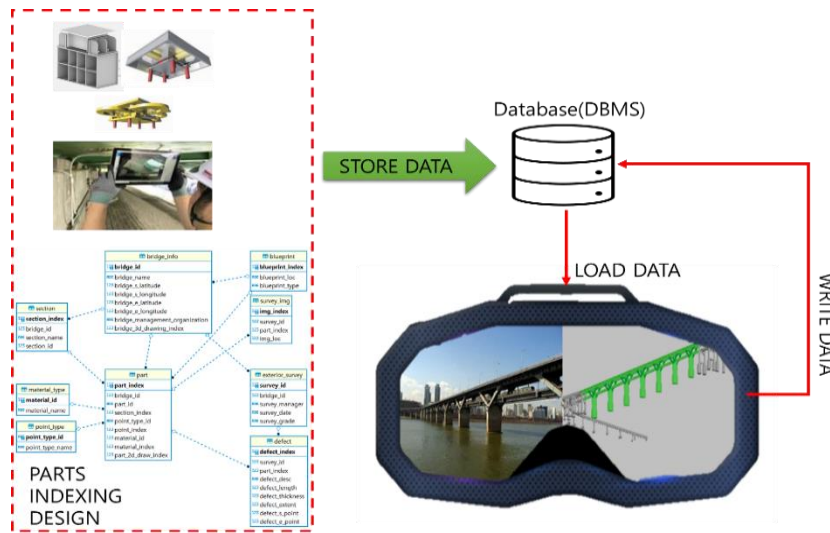 Database(DBMS)
STORE DATA
LOAD DATA
WRITE DATA
bridge_info
bridge_id
bridge_name
bridge_s_latitude
bridge_s_longitude
bridge_e_latitude
bridge_e_longitude
bridge_management_organization
bridge_3d_drawing_index
blueprint
blueprint_index
blueprint_loc
blueprint_type
survey_img
img_index
survey_id
part_index
img_loc
section
section_index
bridge_id
section_name
section_id
part
part_index
bridge_id
part_id
section_index
point_type_id
point_index
material_id
material_index
part_2d_draw_index
exterior_survey
survey_id
bridge_id
survey_manager
survey_date
survey_grade
material_type
material_id
material_name
point_type
point_type_id
point_type_name
defect
defect_index
survey_id
part_index
defect_desc
defect_length
defect_thickness
defect_extent
defect_s_point
defect_e_point
PARTS
INDEXING
DESIGN